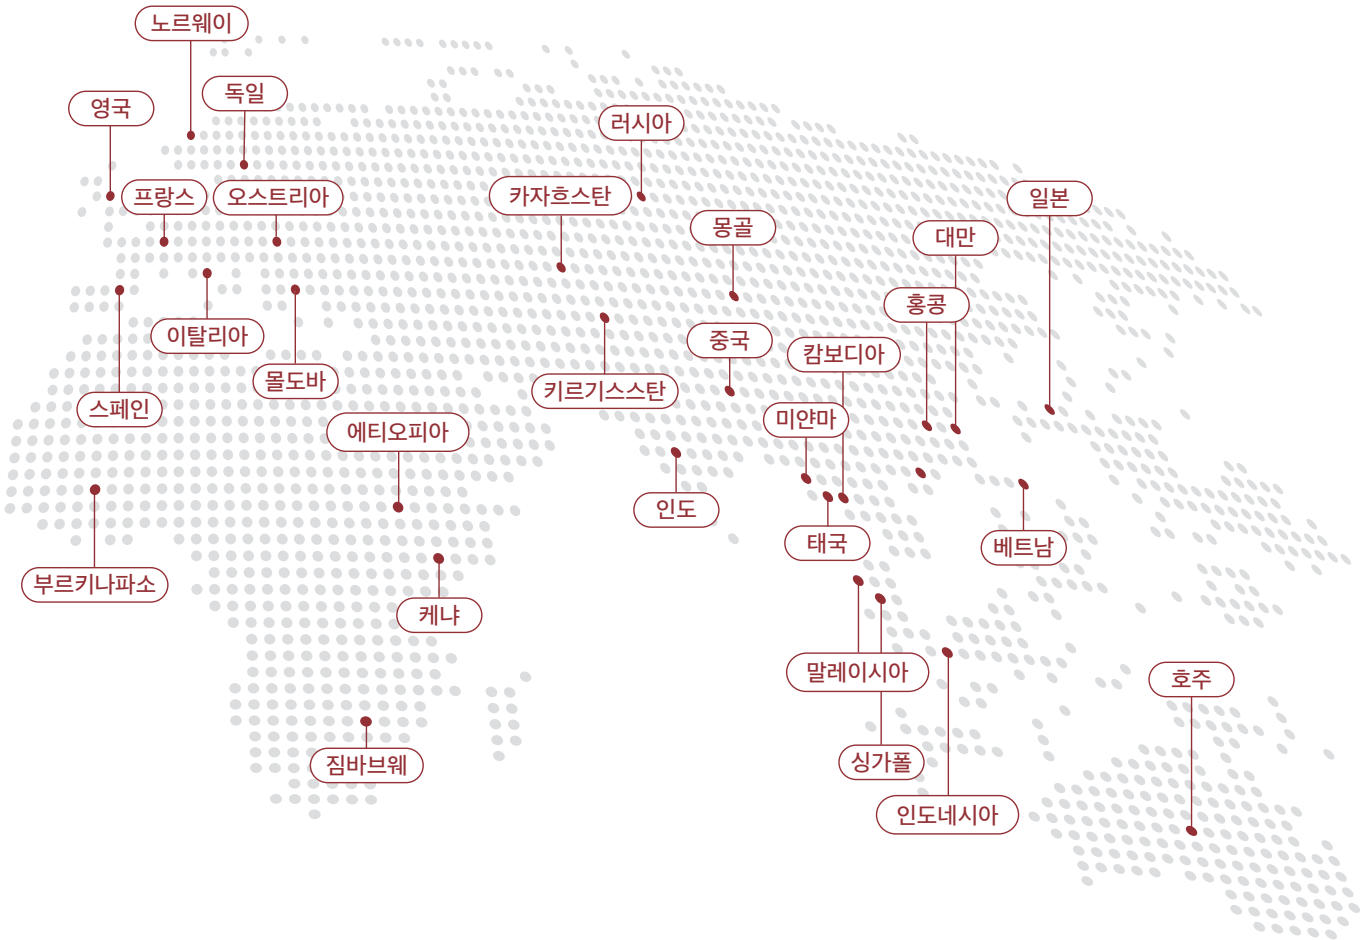 노르웨이
독일
영국
러시아
프랑스
오스트리아
카자흐스탄
일본
몽골
대만
홍콩
이탈리아
중국
캄보디아
몰도바
키르기스스탄
스페인
미얀마
에티오피아
인도
태국
베트남
부르키나파소
케냐
말레이시아
호주
짐바브웨
싱가폴
인도네시아